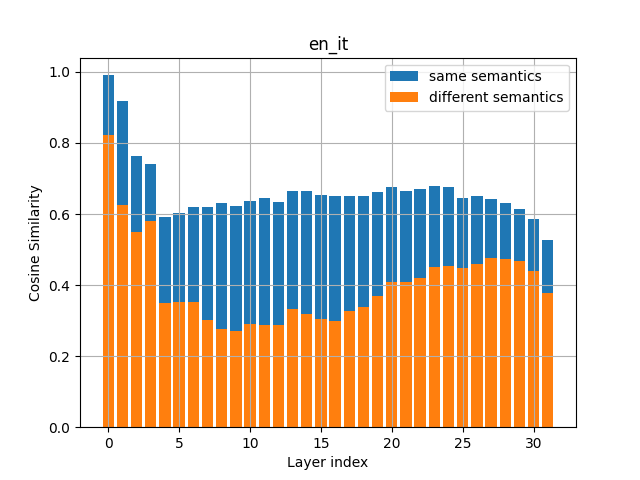 en_it
same semantics
different semantics
Cosine Similarity
1.0
0.8
0.6
0.4
0.2
0.0
0 5 10 15 20 25 30
Layer index